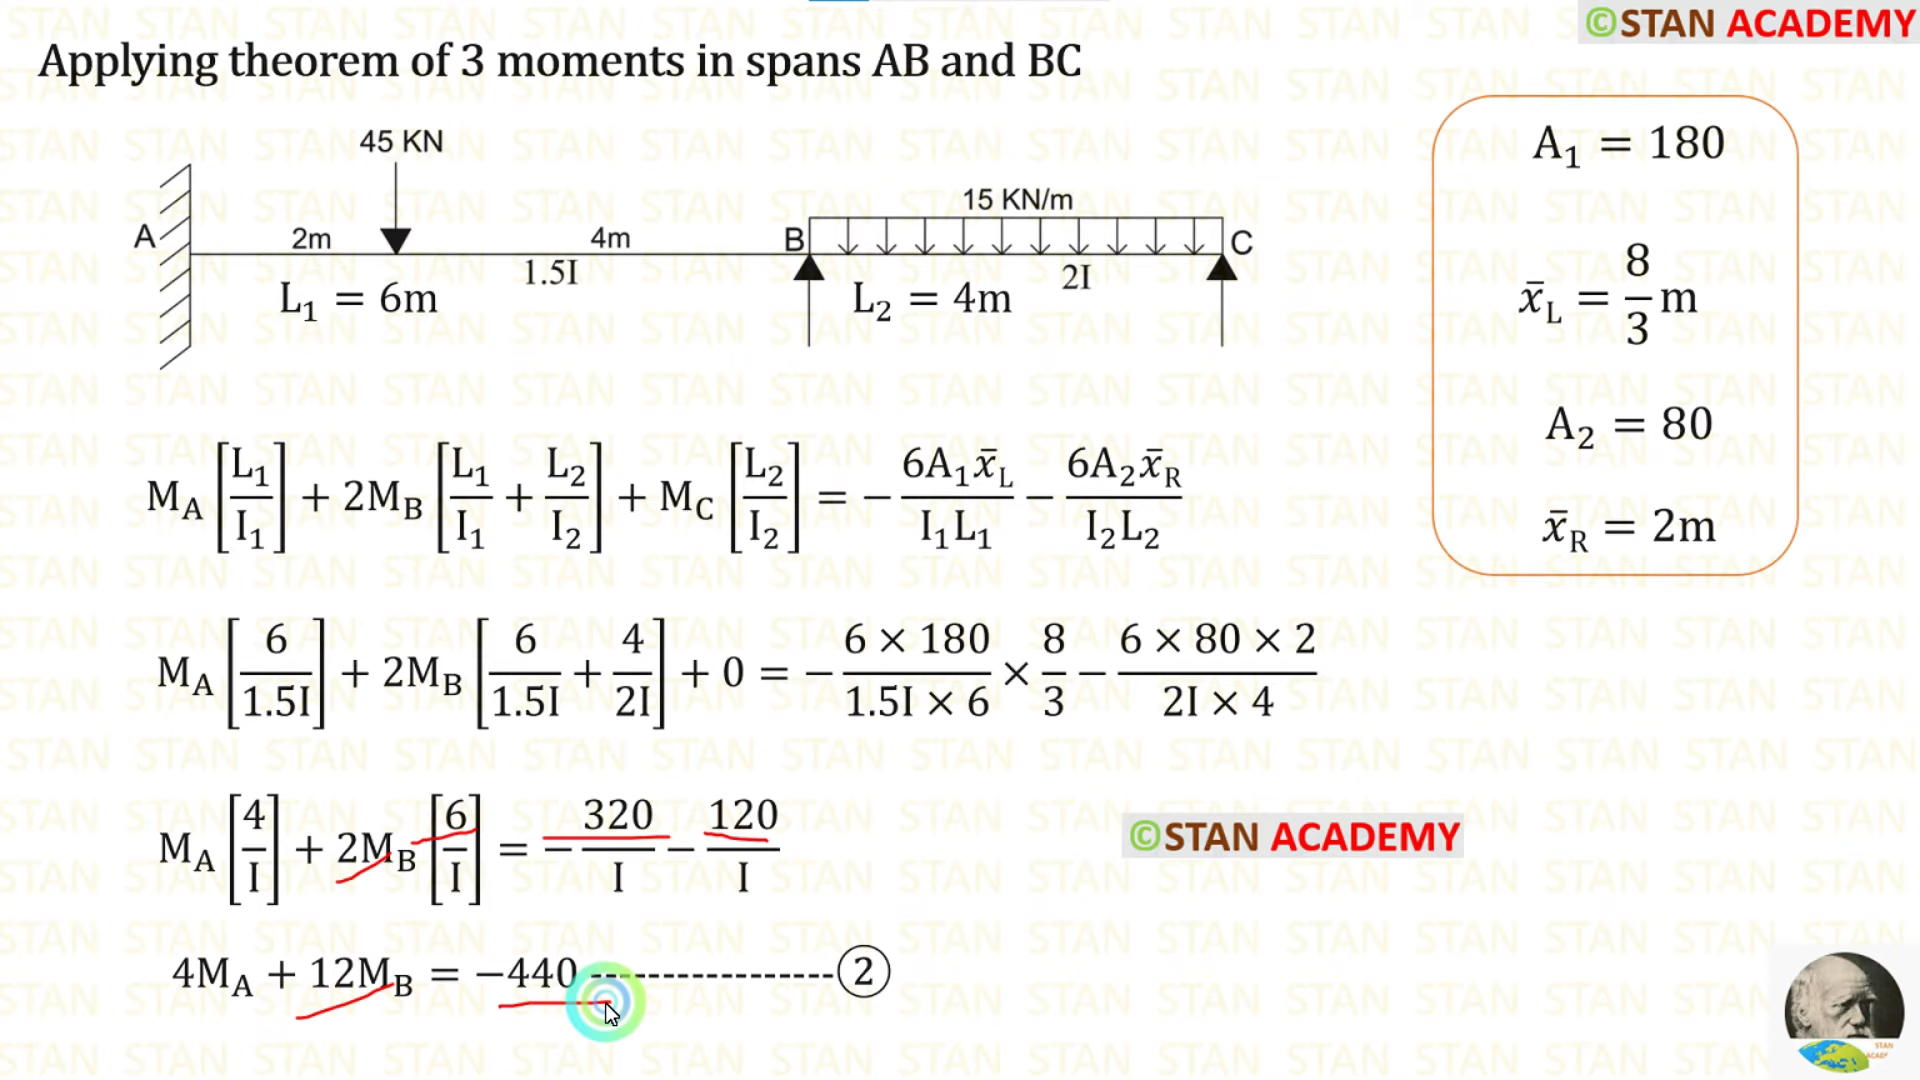 ©STAN ACADEMY
Applying theorem of 3 moments in spans AB and BC
45 KN
15 KN/m
A 2m 4m B C
1.5I 2I
L₁ = 6m L₂ = 4m
A₁ = 180
x̄_L = 8/3 m
A₂ = 80
x̄_R = 2m
M_A [L₁/I₁] + 2M_B [L₁/I₁ + L₂/I₂] + M_C [L₂/I₂] = − 6A₁x̄_L/I₁L₁ − 6A₂x̄_R/I₂L₂
M_A [6/1.5I] + 2M_B [6/1.5I + 4/2I] + 0 = − 6 × 180/1.5I × 6 × 8/3 − 6 × 80 × 2/2I × 4
M_A [4/I] + 2M_B [6/I] = − 320/I − 120/I
©STAN ACADEMY
4M_A + 12M_B = −440 ---------------- ②